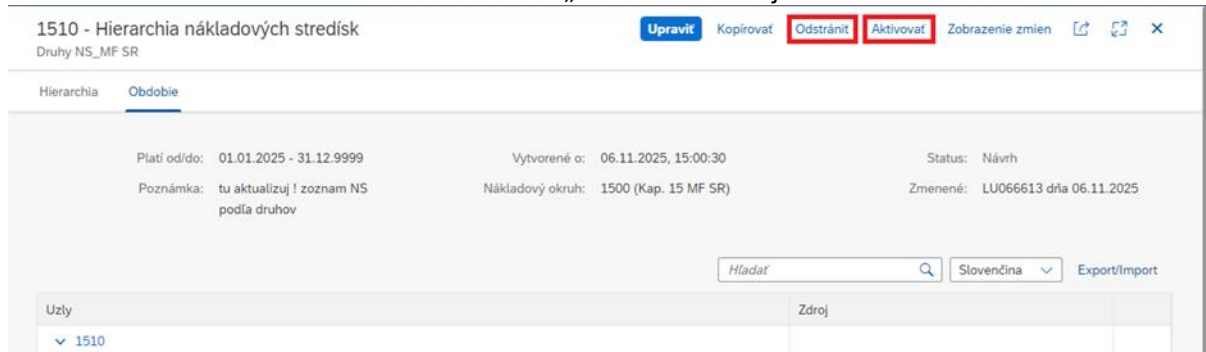 1510 - Hierarchia nákladových stredísk
Upraviť Kopírovať Odstrániť Aktivovať Zobrazenie zmien
Druhy NS_MF SR
Hierarchia Obdobie
Platí od/do: 01.01.2025 - 31.12.9999 Vytvorené o: 06.11.2025, 15:00:30 Status: Návrh
Poznámka: tu aktualizuj ! zoznam NS Nákladový okruh: 1500 (Kap. 15 MF SR) Zmenené: LU066613 dňa 06.11.2025
podľa druhov
Hľadať Slovenčina Export/Import
Uzly Zdroj
1510